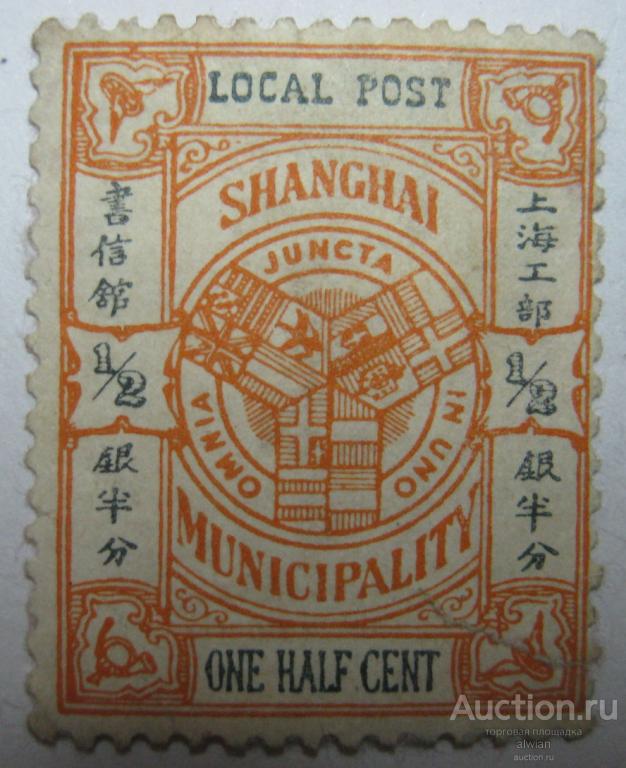 LOCAL POST
SHANGHAI
JUNCTA IN UNO OMNIA
上海工部
書信館
1/2
1/2
銀半分
銀半分
MUNICIPALITY
ONE HALF CENT
Auction.ru
торговая площадка
alwian
auction.ru